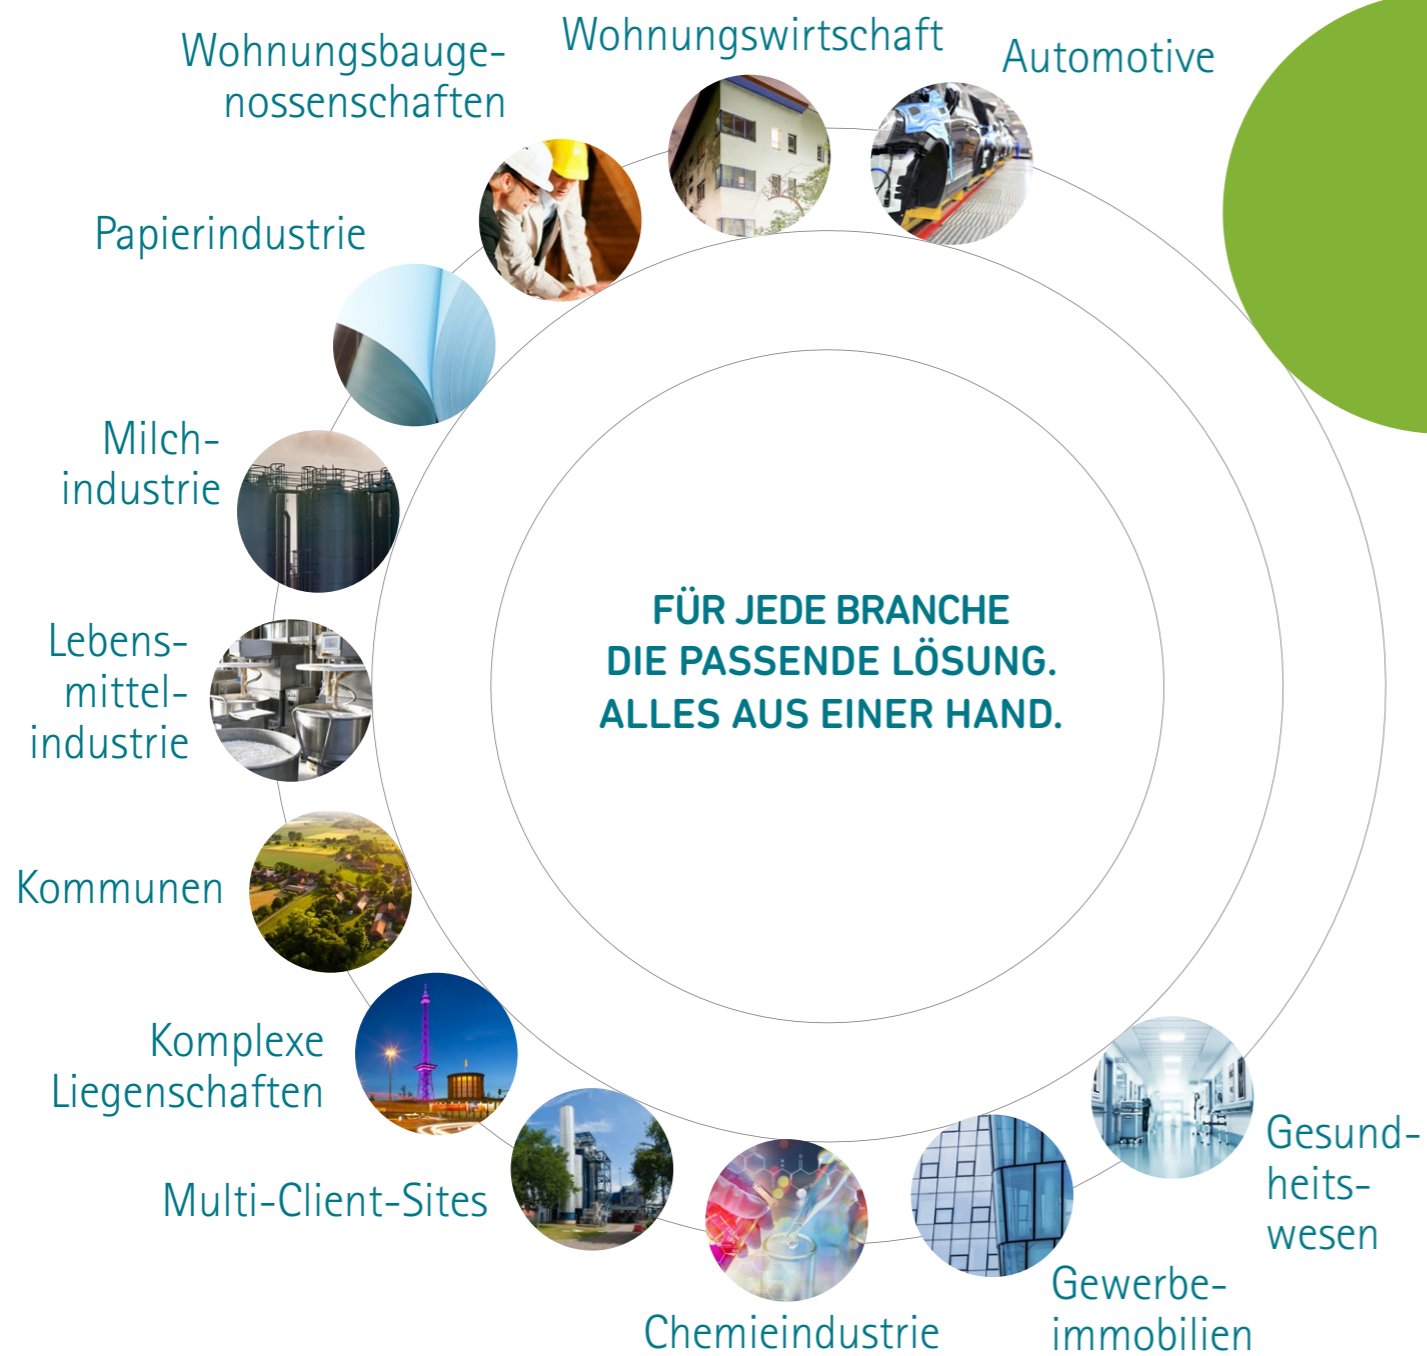 Wohnungsbauge-
nossenschaften
Wohnungswirtschaft
Automotive
Papierindustrie
Milch-
industrie
Lebens-
mittel-
industrie
Kommunen
Komplexe
Liegenschaften
Multi-Client-Sites
Chemieindustrie
Gewerbe-
immobilien
Gesund-
heits-
wesen
FÜR JEDE BRANCHE
DIE PASSENDE LÖSUNG.
ALLES AUS EINER HAND.